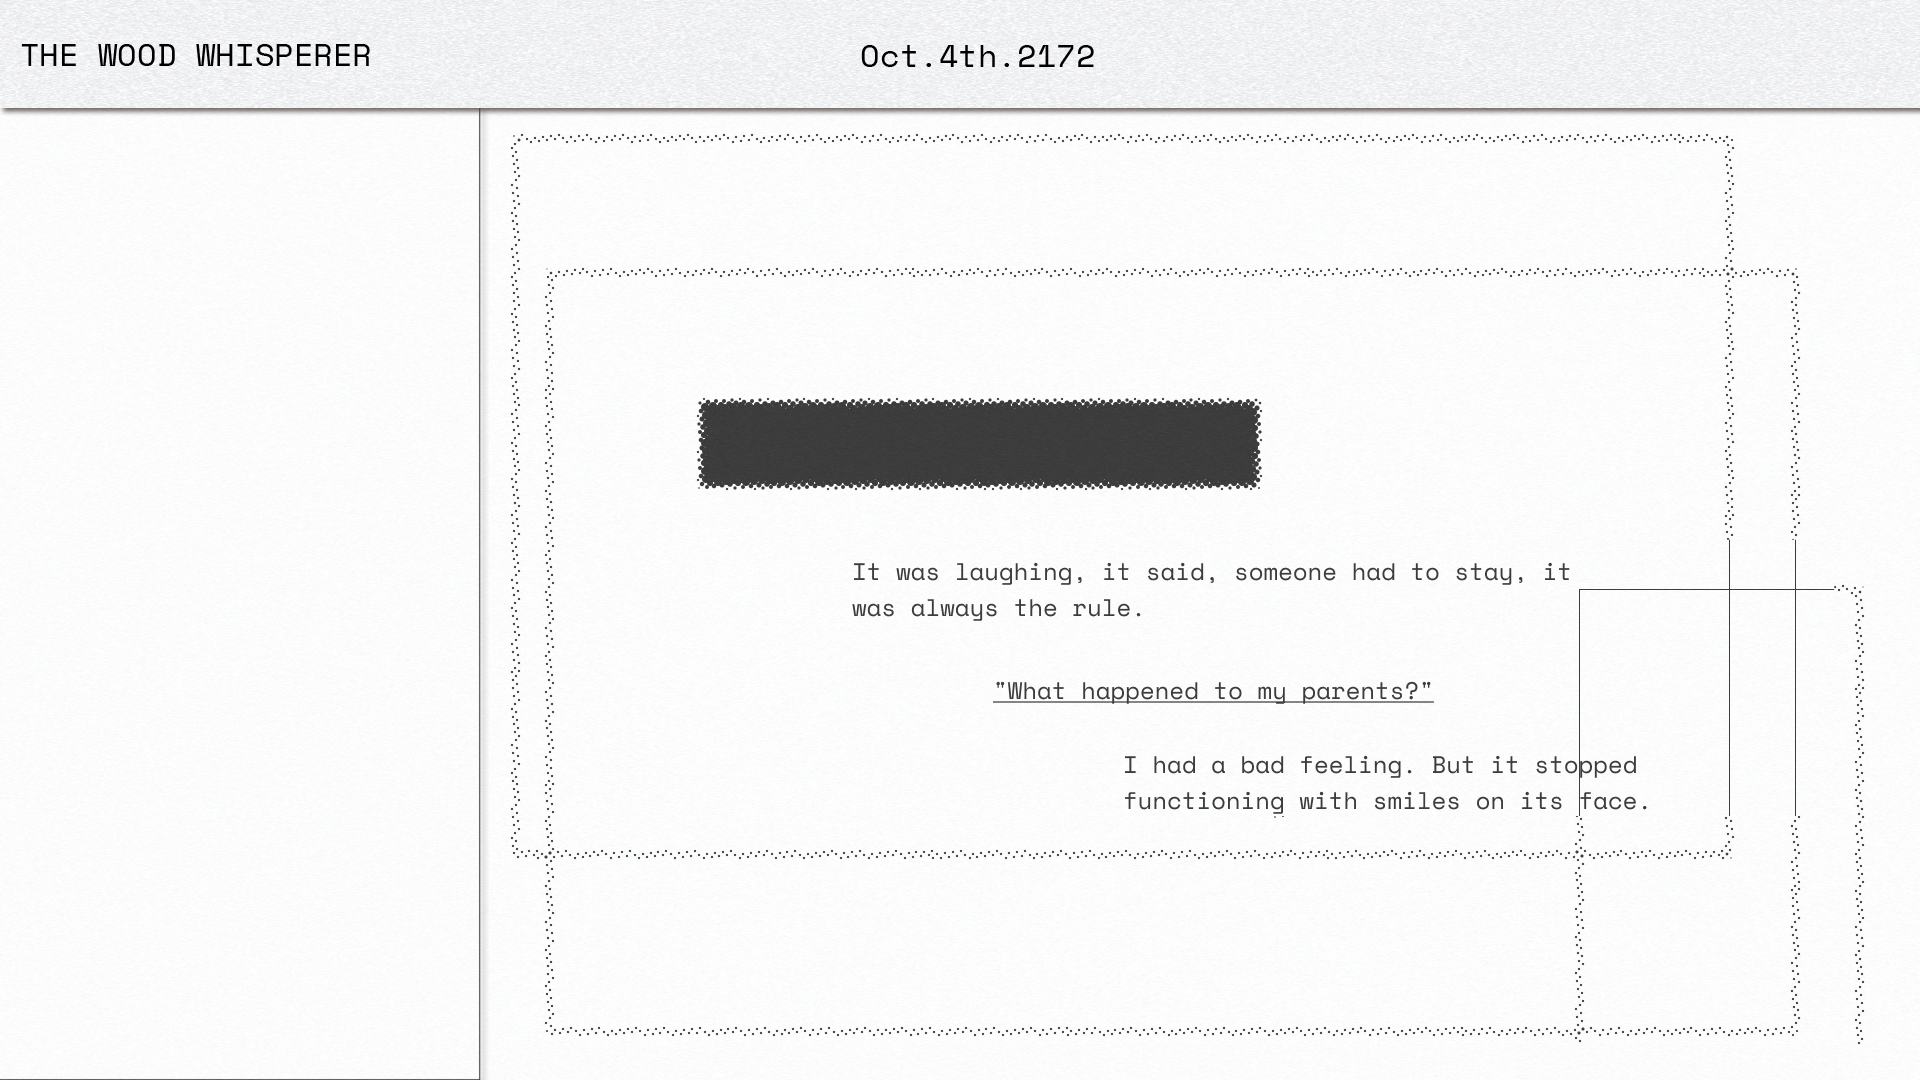 THE WOOD WHISPERER
Oct.4th.2172
It was laughing, it said, someone had to stay, it
was always the rule.
"What happened to my parents?"
I had a bad feeling. But it stopped
functioning with smiles on its face.